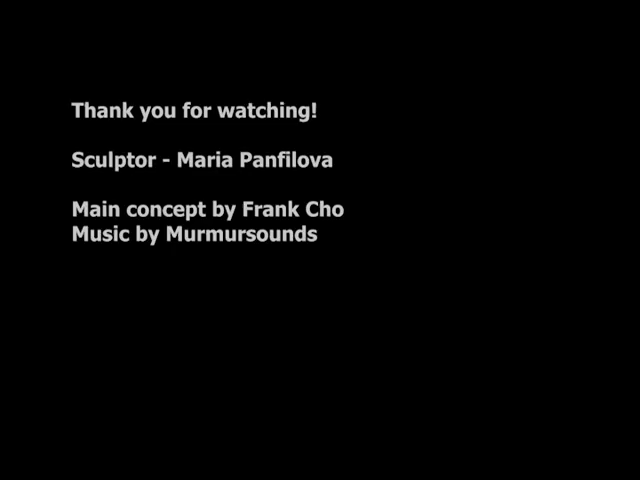 Thank you for watching!
Sculptor - Maria Panfilova
Main concept by Frank Cho
Music by Murmursounds